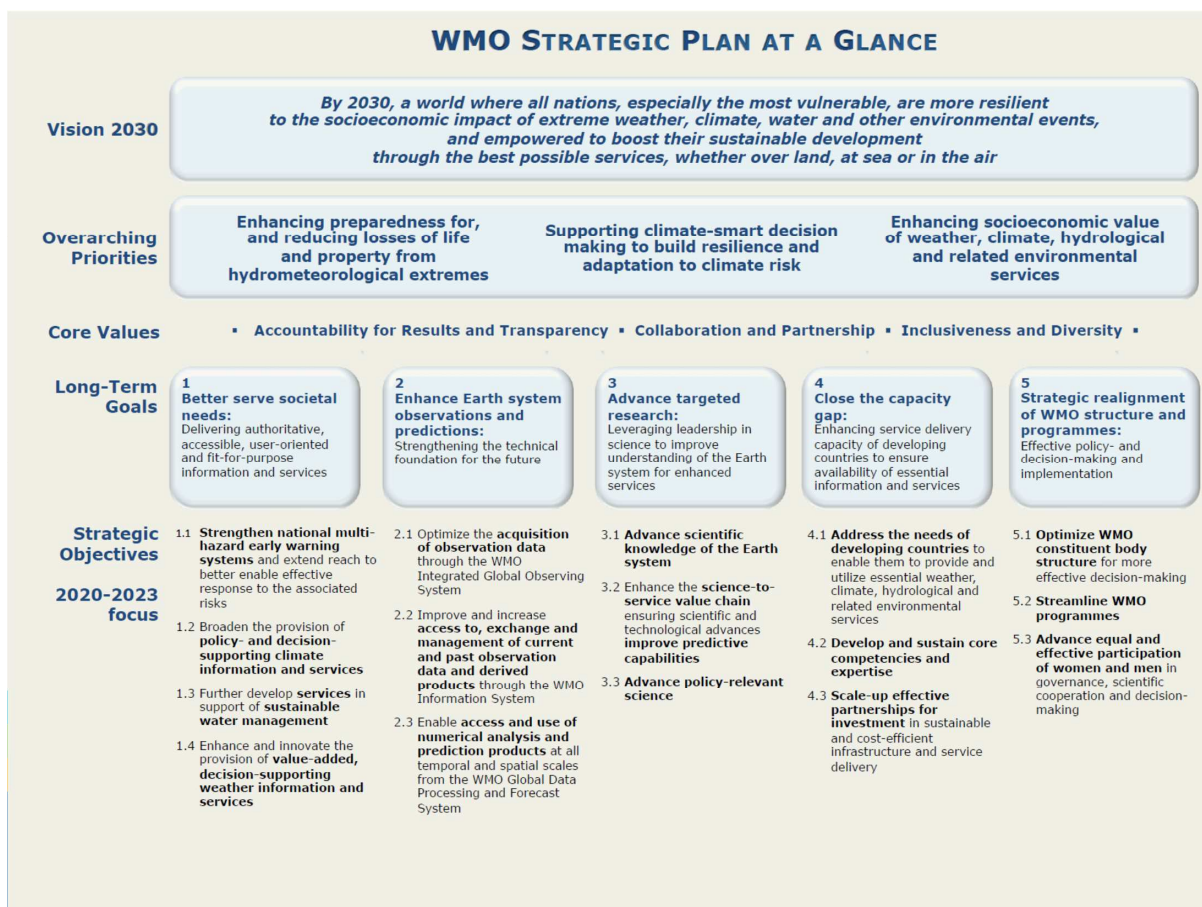 WMO STRATEGIC PLAN AT A GLANCE
Vision 2030
By 2030, a world where all nations, especially the most vulnerable, are more resilient
to the socioeconomic impact of extreme weather, climate, water and other environmental events,
and empowered to boost their sustainable development
through the best possible services, whether over land, at sea or in the air
Overarching
Priorities
Enhancing preparedness for,
and reducing losses of life
and property from
hydrometeorological extremes
Supporting climate-smart decision
making to build resilience and
adaptation to climate risk
Enhancing socioeconomic value
of weather, climate, hydrological
and related environmental
services
Core Values
▪ Accountability for Results and Transparency ▪ Collaboration and Partnership ▪ Inclusiveness and Diversity ▪
Long-Term
Goals
1
Better serve societal
needs:
Delivering authoritative,
accessible, user-oriented
and fit-for-purpose
information and services
2
Enhance Earth system
observations and
predictions:
Strengthening the technical
foundation for the future
3
Advance targeted
research:
Leveraging leadership in
science to improve
understanding of the Earth
system for enhanced
services
4
Close the capacity
gap:
Enhancing service delivery
capacity of developing
countries to ensure
availability of essential
information and services
5
Strategic realignment
of WMO structure and
programmes:
Effective policy- and
decision-making and
implementation
Strategic
Objectives
2020-2023
focus
1.1 Strengthen national multi-
hazard early warning
systems and extend reach to
better enable effective
response to the associated
risks
1.2 Broaden the provision of
policy- and decision-
supporting climate
information and services
1.3 Further develop services in
support of sustainable
water management
1.4 Enhance and innovate the
provision of value-added,
decision-supporting
weather information and
services
2.1 Optimize the acquisition
of observation data
through the WMO
Integrated Global Observing
System
2.2 Improve and increase
access to, exchange and
management of current
and past observation
data and derived
products through the WMO
Information System
2.3 Enable access and use of
numerical analysis and
prediction products at all
temporal and spatial scales
from the WMO Global Data
Processing and Forecast
System
3.1 Advance scientific
knowledge of the Earth
system
3.2 Enhance the science-to-
service value chain
ensuring scientific and
technological advances
improve predictive
capabilities
3.3 Advance policy-relevant
science
4.1 Address the needs of
developing countries to
enable them to provide and
utilize essential weather,
climate, hydrological and
related environmental
services
4.2 Develop and sustain core
competencies and
expertise
4.3 Scale-up effective
partnerships for
investment in sustainable
and cost-efficient
infrastructure and service
delivery
5.1 Optimize WMO
constituent body
structure for more
effective decision-making
5.2 Streamline WMO
programmes
5.3 Advance equal and
effective participation
of women and men in
governance, scientific
cooperation and decision-
making